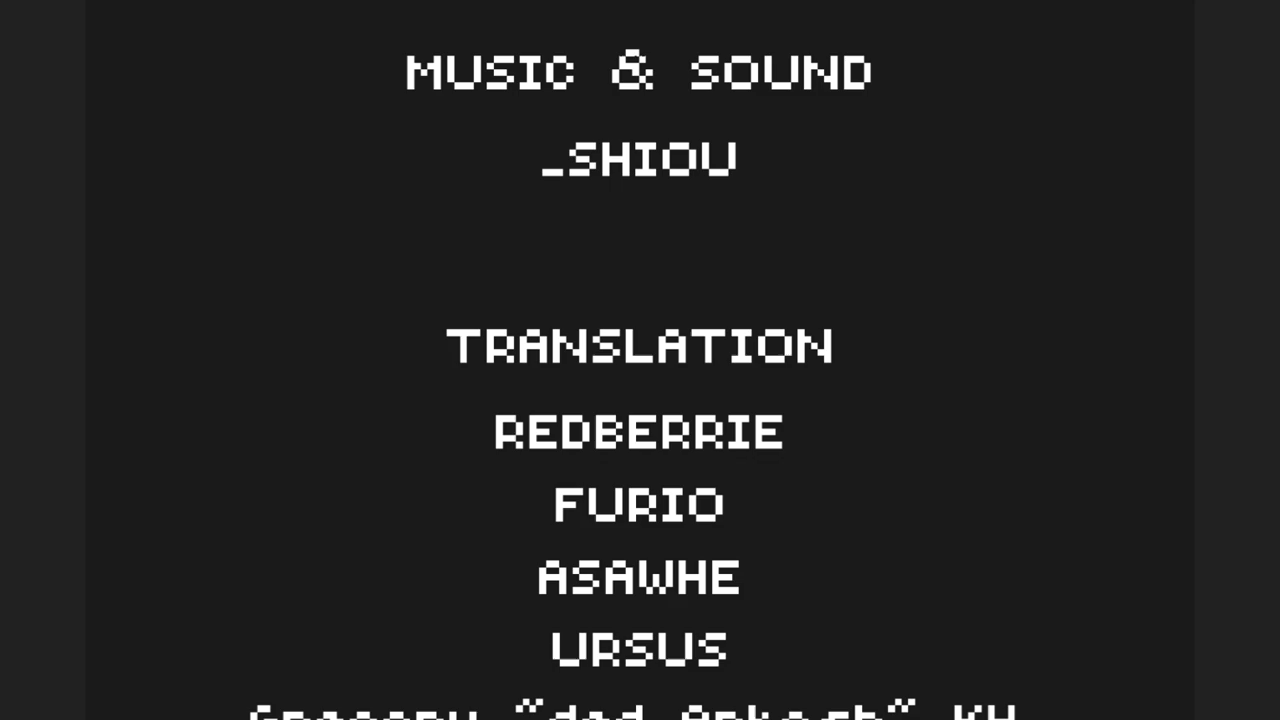 MUSIC & SOUND
_SHIOU
TRANSLATION
REDBERRIE
FURIO
ASAWHE
URSUS